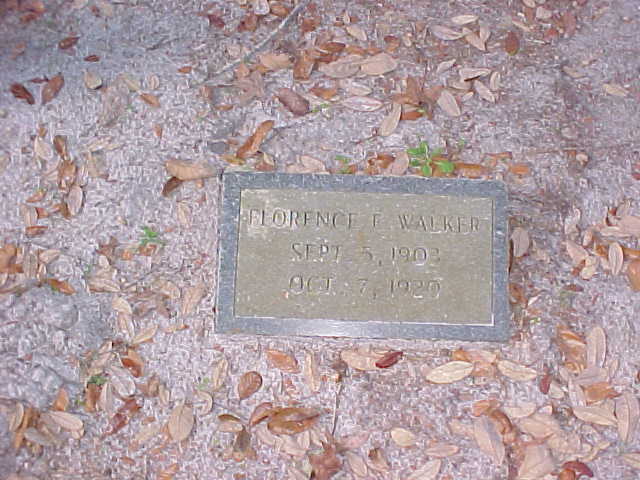 FLORENCE E. WALKER
SEPT. 5, 1903
OCT. 7, 1920